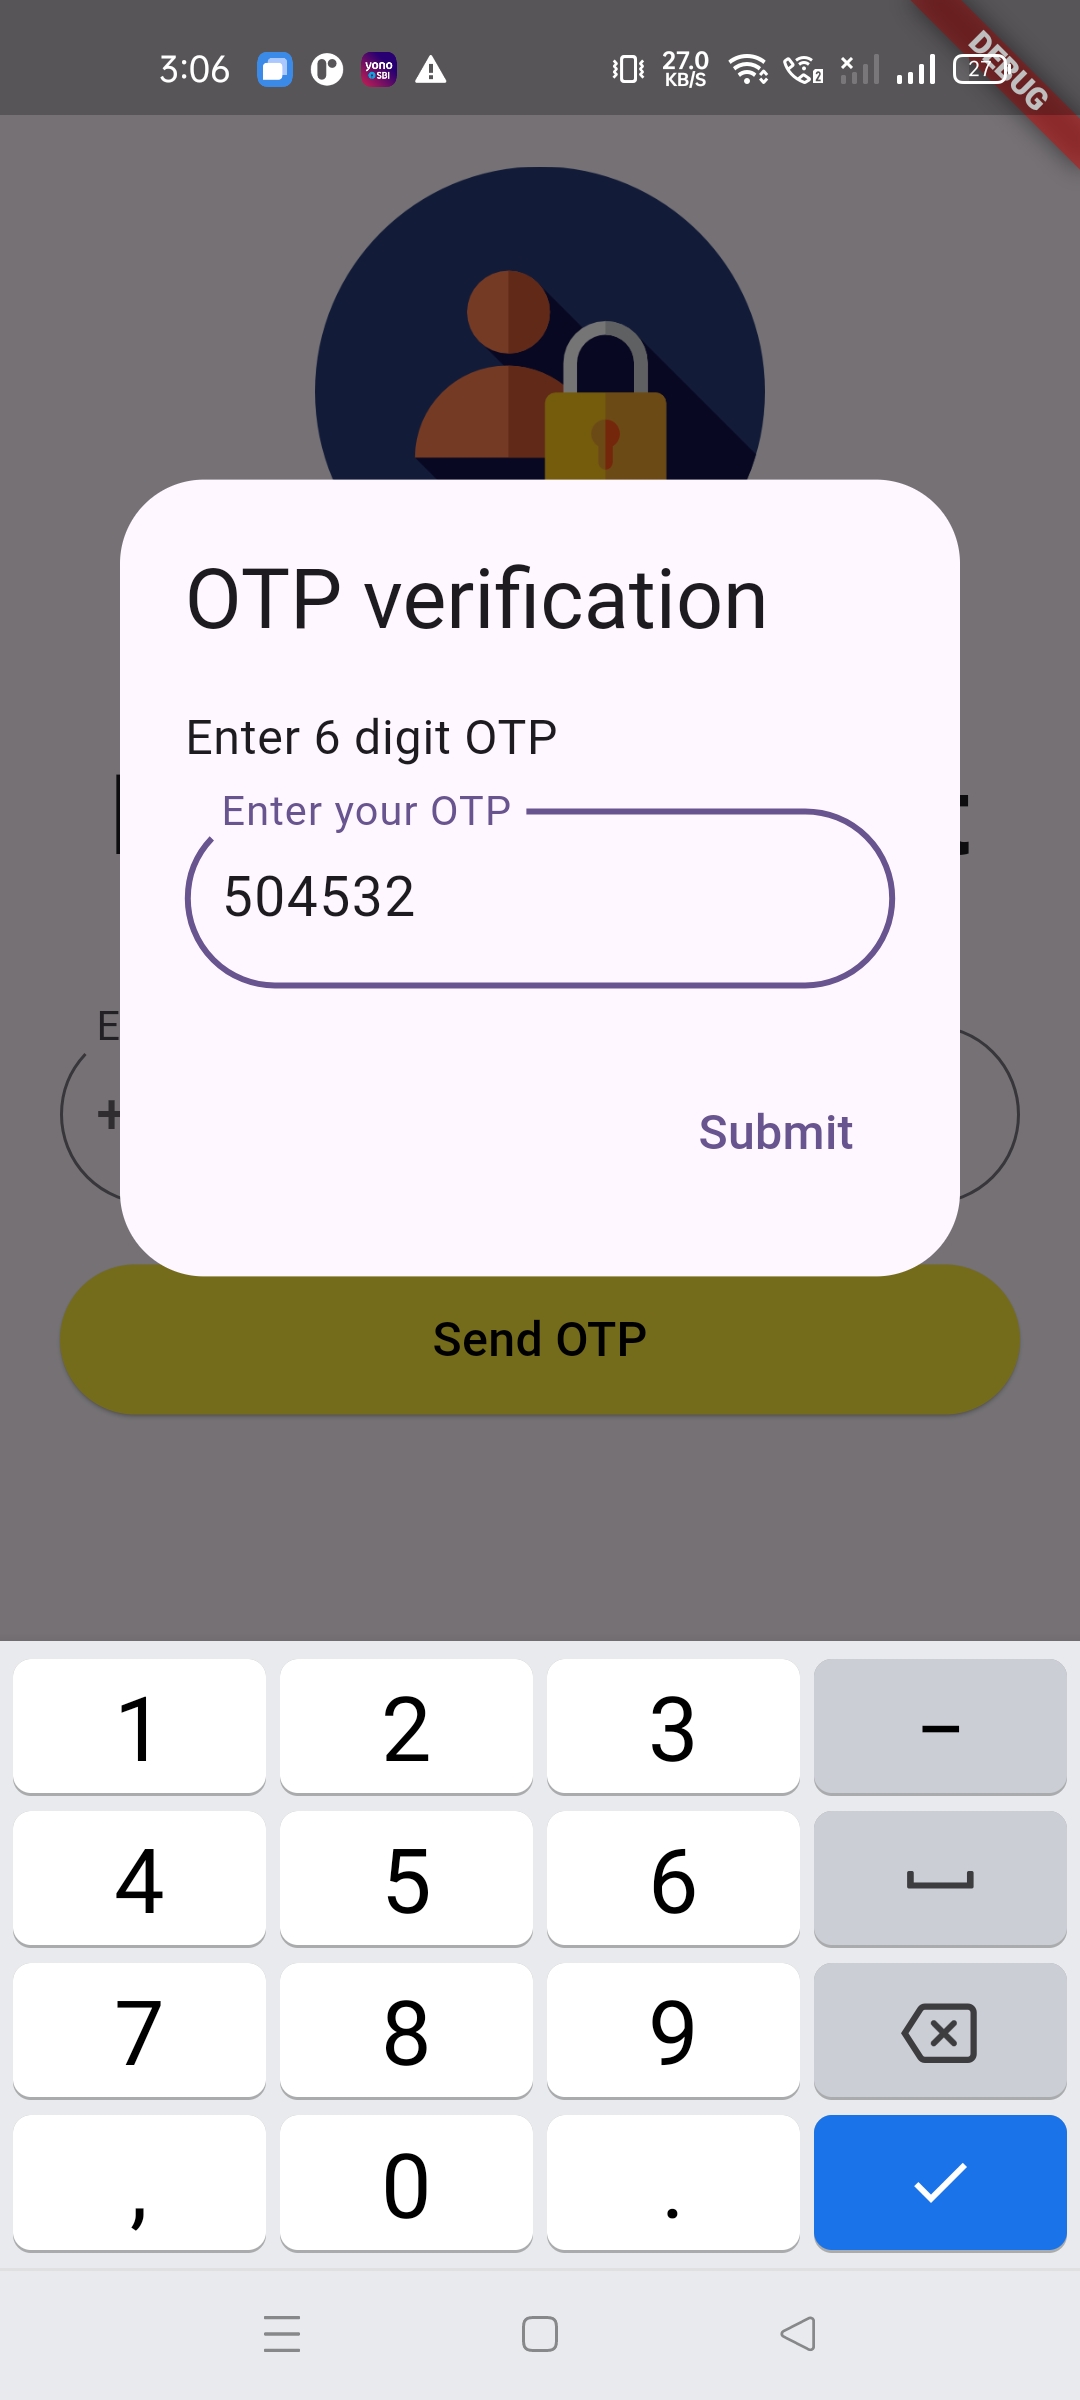 3:06
yono
SBI
27.0
KB/S
2
27
DEBUG
OTP verification
Enter 6 digit OTP
Enter your OTP
504532
E
+
Submit
Send OTP
1 2 3 –
4 5 6
7 8 9
, 0 .